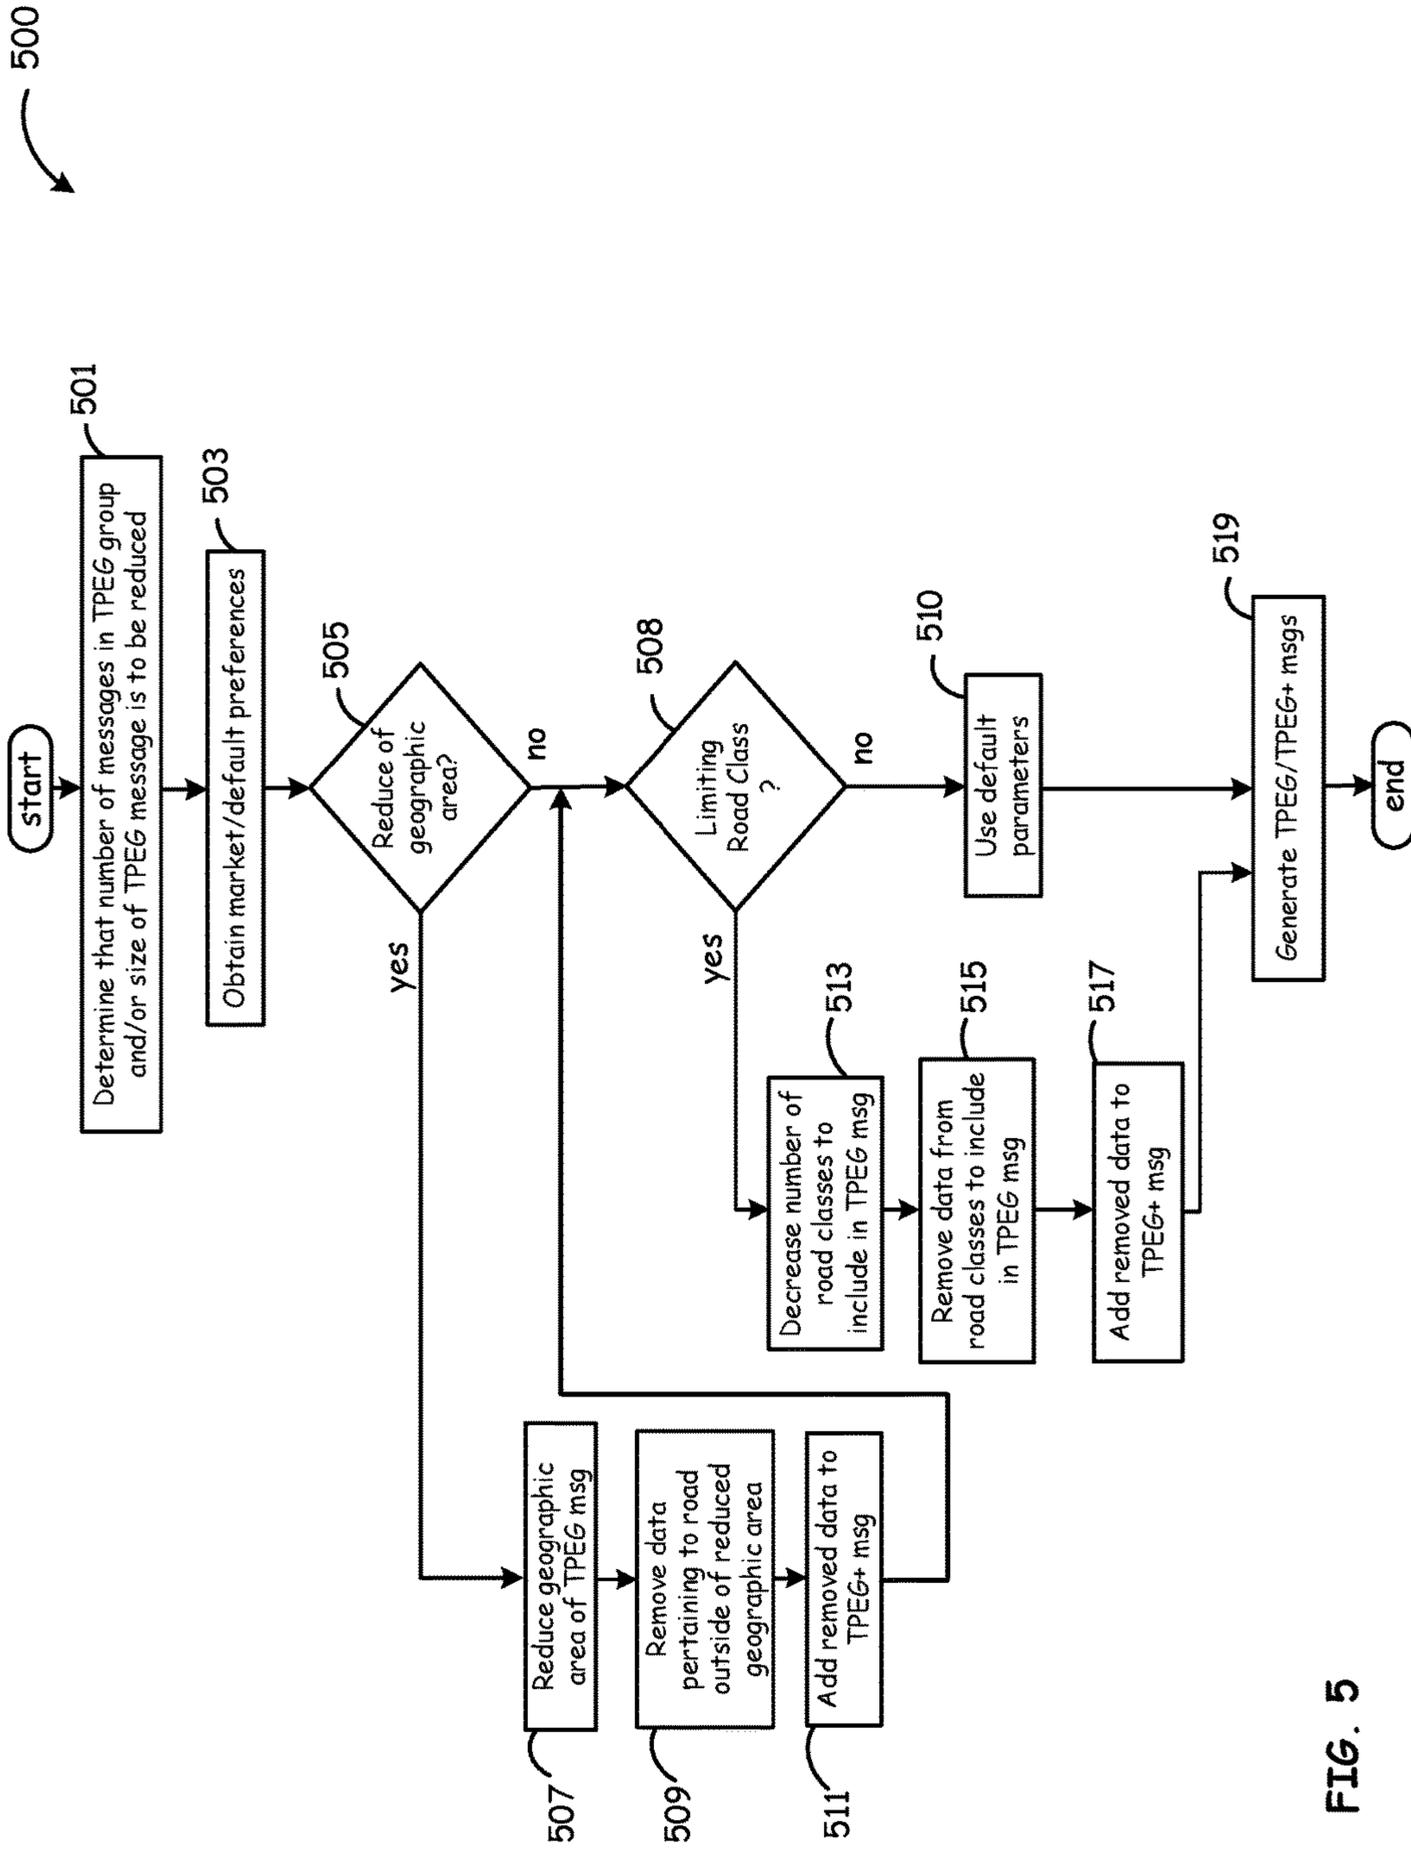 500
start
501
Determine that number of messages in TPEG group
and/or size of TPEG message is to be reduced
503
Obtain market/default preferences
505
Reduce of
geographic
area?
yes
no
507
Reduce geographic
area of TPEG msg
509
Remove data
pertaining to road
outside of reduced
geographic area
511
Add removed data to
TPEG+ msg
508
Limiting
Road Class
?
yes
no
510
Use default
parameters
513
Decrease number of
road classes to
include in TPEG msg
515
Remove data from
road classes to include
in TPEG msg
517
Add removed data to
TPEG+ msg
519
Generate TPEG/TPEG+ msgs
end
FIG. 5